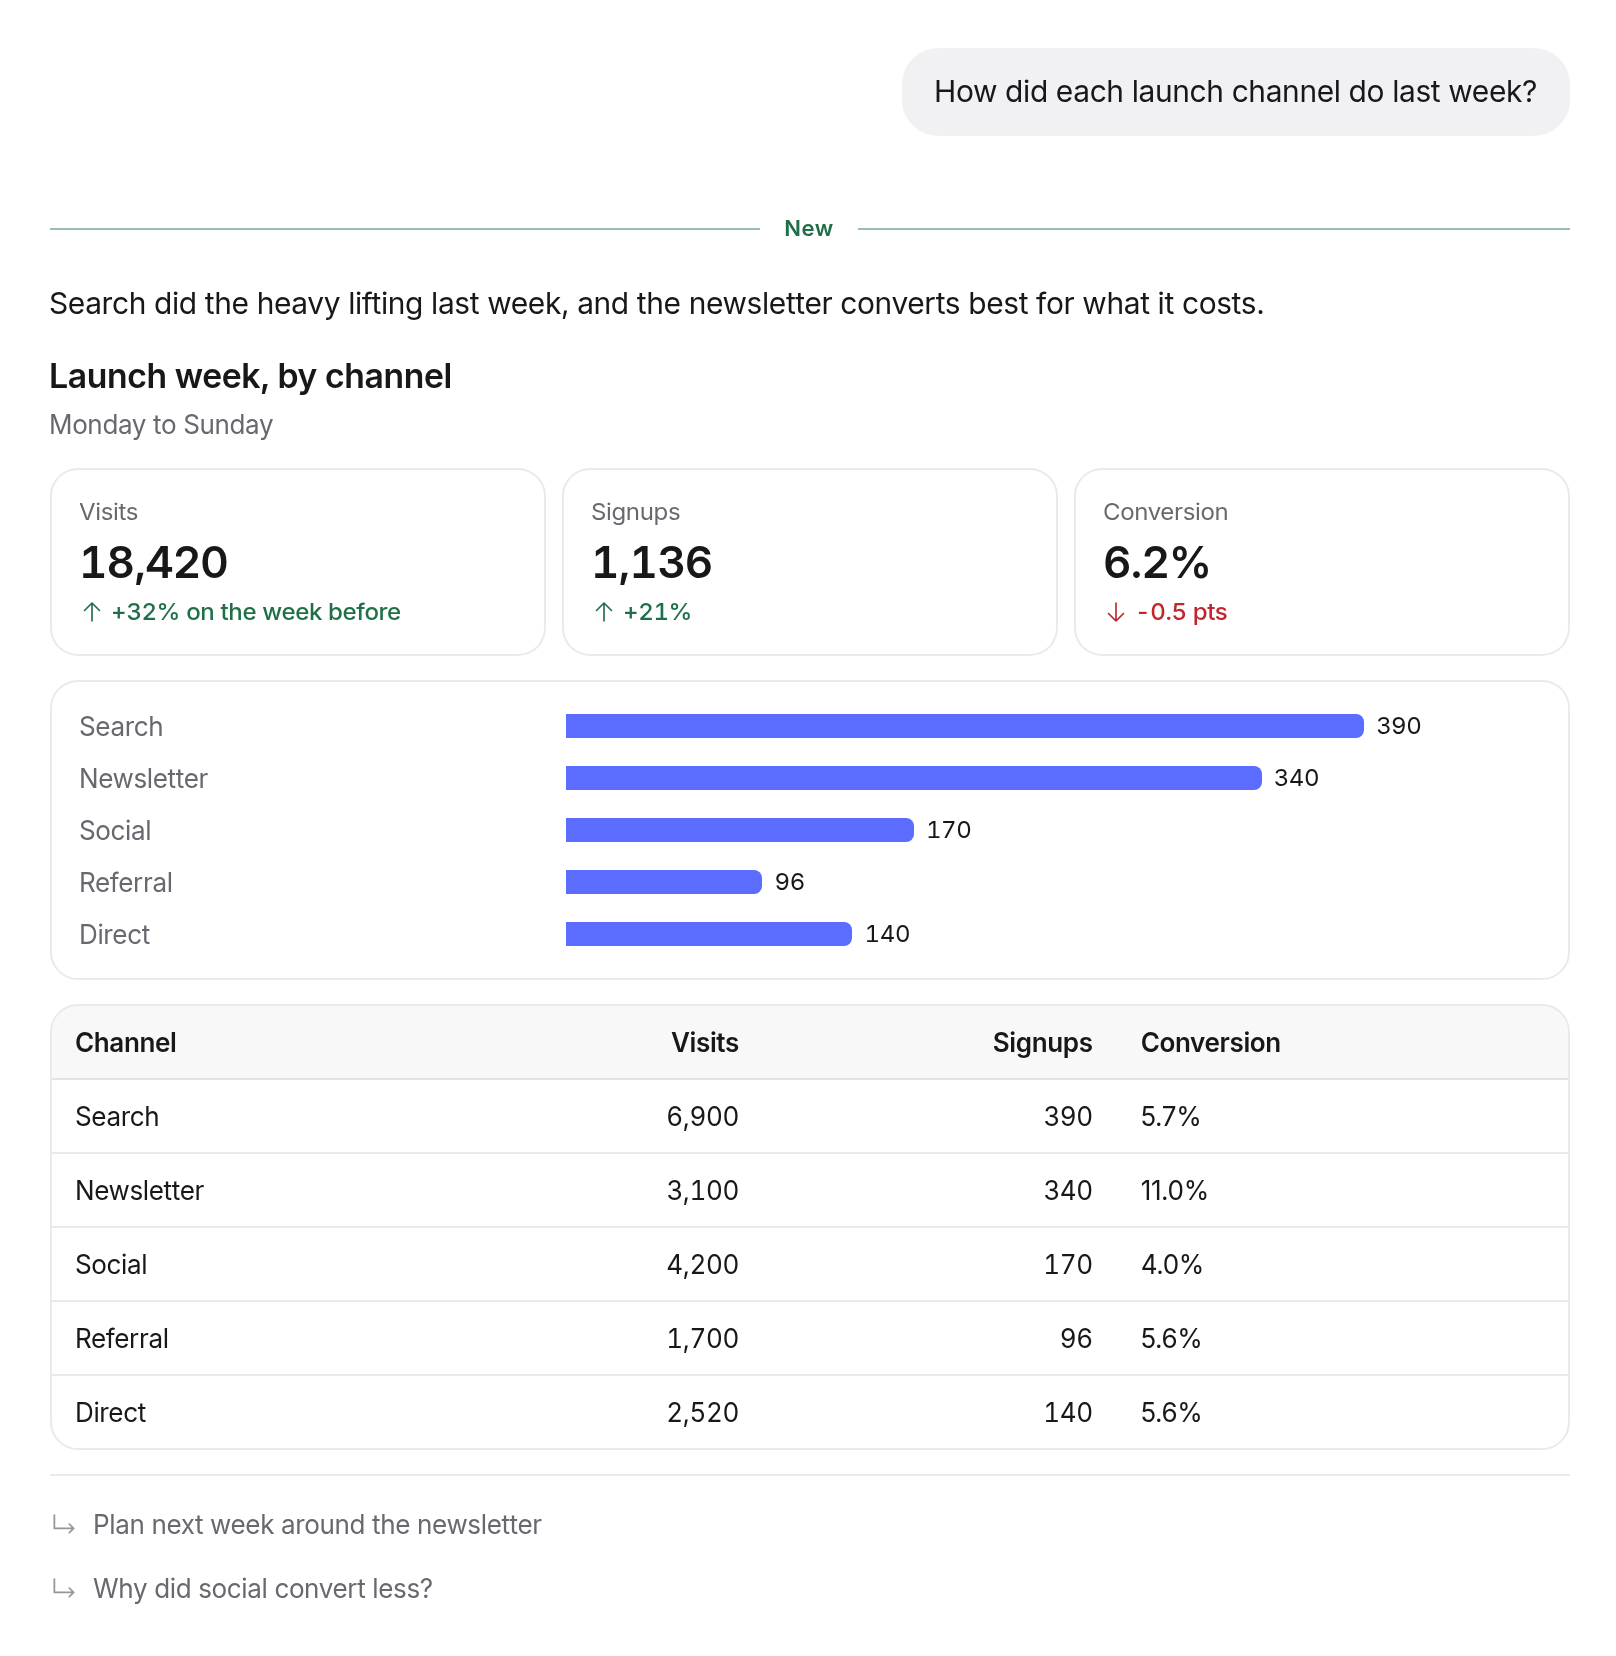 How did each launch channel do last week?
New
Search did the heavy lifting last week, and the newsletter converts best for what it costs.
Launch week, by channel
Monday to Sunday
Visits
18,420
↑ +32% on the week before
Signups
1,136
↑ +21%
Conversion
6.2%
↓ -0.5 pts
Search 390
Newsletter 340
Social 170
Referral 96
Direct 140
Channel Visits Signups Conversion
Search 6,900 390 5.7%
Newsletter 3,100 340 11.0%
Social 4,200 170 4.0%
Referral 1,700 96 5.6%
Direct 2,520 140 5.6%
Plan next week around the newsletter
Why did social convert less?